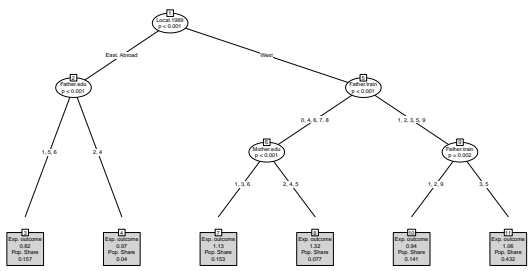 1
Locat.1989
p < 0.001
East, Abroad
West
2
Father.edu
p < 0.001
5
Father.train
p < 0.001
0, 4, 6, 7, 8
1, 2, 3, 5, 9
6
Mother.edu
p < 0.001
9
Father.train
p = 0.002
1, 5, 6
2, 4
1, 3, 6
2, 4, 5
1, 2, 9
3, 5
3
Exp. outcome
0.82
Pop. Share
0.157
4
Exp. outcome
0.97
Pop. Share
0.04
7
Exp. outcome
1.13
Pop. Share
0.153
8
Exp. outcome
1.32
Pop. Share
0.077
10
Exp. outcome
0.94
Pop. Share
0.141
11
Exp. outcome
1.06
Pop. Share
0.432